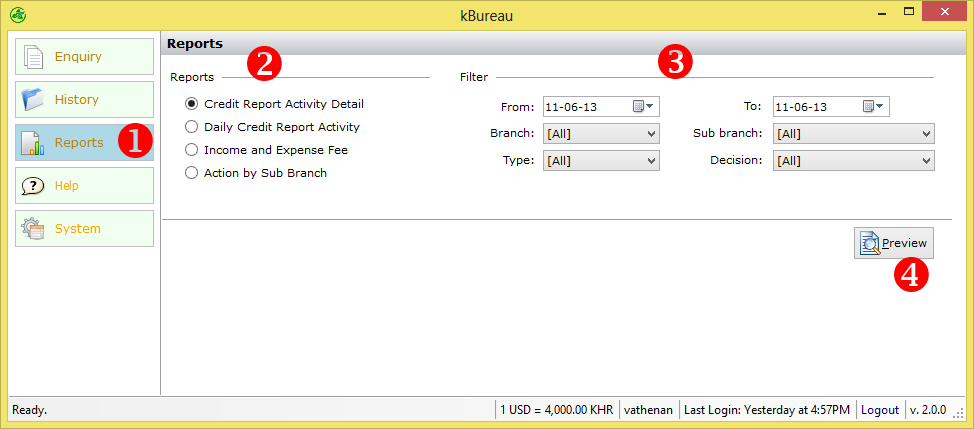 kBureau
Enquiry
History
Reports
Help
System
1
Reports
2
Reports
Credit Report Activity Detail
Daily Credit Report Activity
Income and Expense Fee
Action by Sub Branch
3
Filter
From: 11-06-13 To: 11-06-13
Branch: [All] Sub branch: [All]
Type: [All] Decision: [All]
Preview
4
Ready. 1 USD = 4,000.00 KHR vathenan Last Login: Yesterday at 4:57PM Logout v. 2.0.0